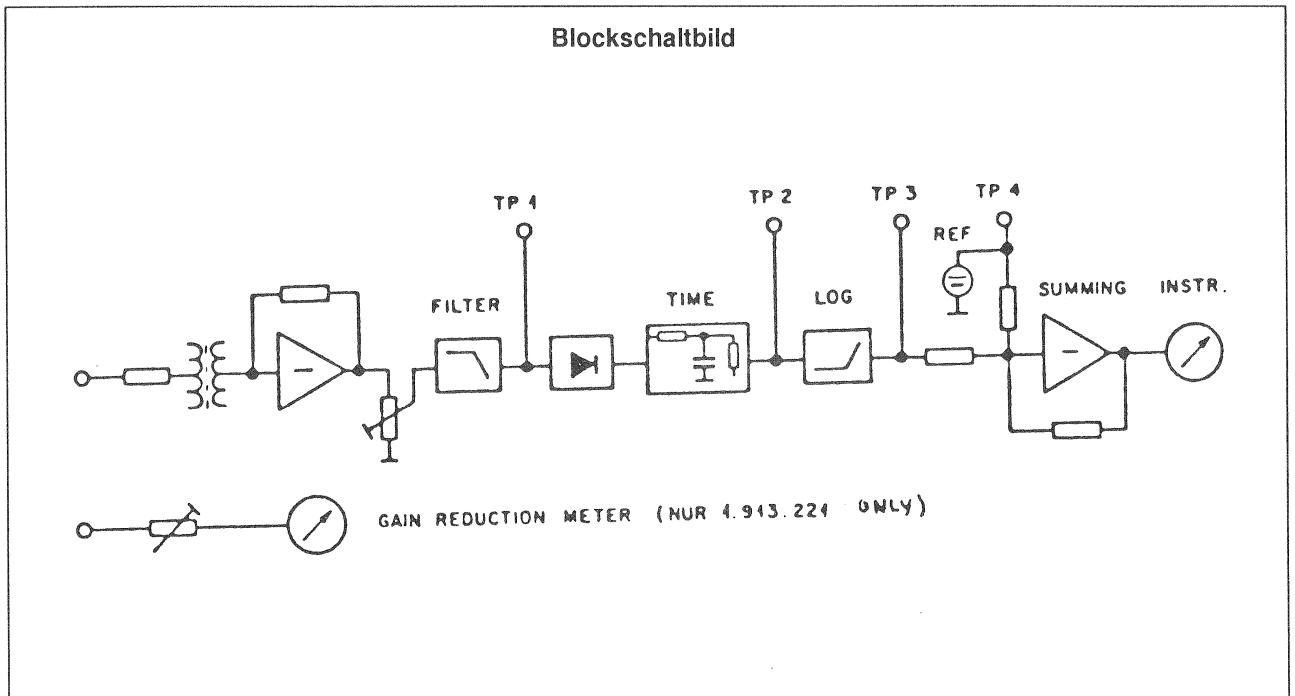 Blockschaltbild
TP 1
TP 2
TP 3
TP 4
REF
FILTER
TIME
LOG
SUMMING
INSTR.
GAIN REDUCTION METER (NUR 1.913.221 ONLY)